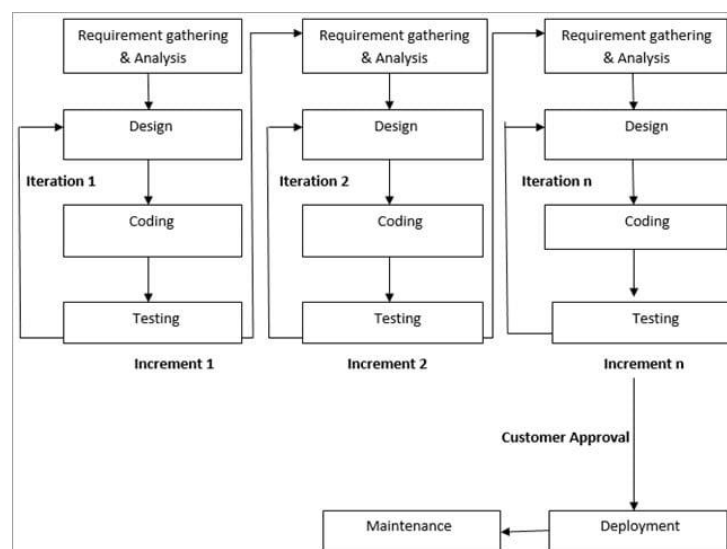 Requirement gathering
& Analysis
Requirement gathering
& Analysis
Requirement gathering
& Analysis
Design
Design
Design
Iteration 1
Iteration 2
Iteration n
Coding
Coding
Coding
Testing
Testing
Testing
Increment 1
Increment 2
Increment n
Customer Approval
Maintenance
Deployment